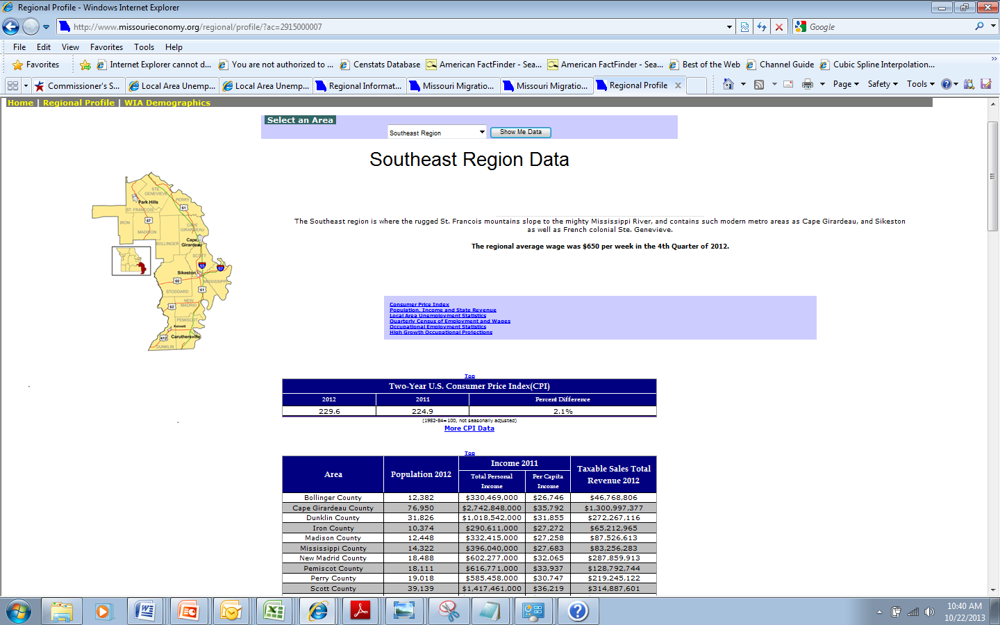 Regional Profile - Windows Internet Explorer
http://www.missourieconomy.org/regional/profile/?ac=2915000007
Google
File Edit View Favorites Tools Help
Favorites Internet Explorer cannot d... You are not authorized to ... Censtats Database American FactFinder - Sea... American FactFinder - Sea... Best of the Web Channel Guide Cubic Spline Interpolation...
Commissioner's S... Local Area Unemp... Local Area Unemp... Regional Informat... Missouri Migratio... Missouri Migratio... Regional Profile Page Safety Tools
Home | Regional Profile | WIA Demographics
Select an Area
Southeast Region Show Me Data
Southeast Region Data
STE. GENEVIEVE
PERRY
Park Hills
61
ST. FRANCOIS
67
IRON
MADISON
CAPE GIRARDEAU
BOLLINGER
Cape Girardeau
SCOTT
55
57
Sikeston
60
MISSISSIPPI
STODDARD
61
NEW MADRID
62
PEMISCOT
Kennett
412
Caruthersville
DUNKLIN
The Southeast region is where the rugged St. Francois mountains slope to the mighty Mississippi River, and contains such modern metro areas as Cape Girardeau, and Sikeston
as well as French colonial Ste. Genevieve.
The regional average wage was $650 per week in the 4th Quarter of 2012.
Consumer Price Index
Population, Income and State Revenue
Local Area Unemployment Statistics
Quarterly Census of Employment and Wages
Occupational Employment Statistics
High Growth Occupational Projections
Top
Two-Year U.S. Consumer Price Index(CPI)
2012 2011 Percent Difference
229.6 224.9 2.1%
(1982-84=100, not seasonally adjusted)
More CPI Data
Top
Area Population 2012 Income 2011 Taxable Sales Total Revenue 2012
Total Personal Income Per Capita Income
Bollinger County 12,382 $330,469,000 $26,746 $46,768,806
Cape Girardeau County 76,950 $2,742,848,000 $35,792 $1,300,997,377
Dunklin County 31,826 $1,018,542,000 $31,855 $272,267,116
Iron County 10,374 $290,611,000 $27,272 $65,212,965
Madison County 12,448 $332,415,000 $27,258 $87,526,613
Mississippi County 14,322 $396,040,000 $27,683 $83,256,283
New Madrid County 18,488 $602,277,000 $32,065 $287,859,913
Pemiscot County 18,111 $616,771,000 $33,937 $128,792,744
Perry County 19,018 $585,458,000 $30,747 $219,245,122
Scott County 39,139 $1,417,461,000 $36,219 $314,887,601
10:40 AM
10/22/2013